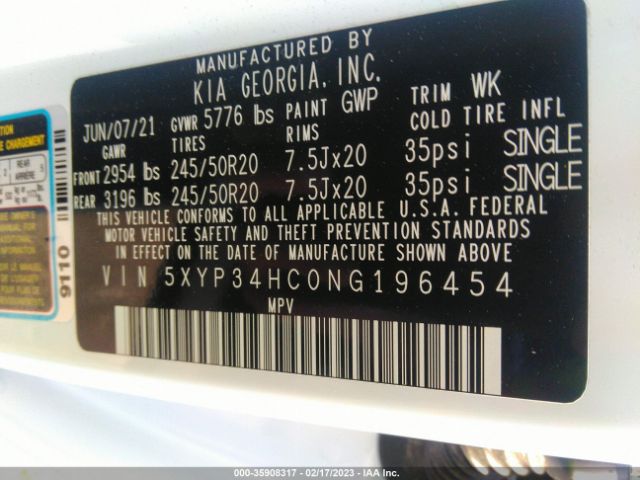 MANUFACTURED BY
KIA GEORGIA, INC.
JUN/07/21 GVWR 5776 lbs PAINT GWP TRIM WK
GAWR TIRES RIMS COLD TIRE INFL
FRONT 2954 lbs 245/50R20 7.5Jx20 35psi SINGLE
REAR 3196 lbs 245/50R20 7.5Jx20 35psi SINGLE
THIS VEHICLE CONFORMS TO ALL APPLICABLE U.S.A. FEDERAL
MOTOR VEHICLE SAFETY AND THEFT PREVENTION STANDARDS
IN EFFECT ON THE DATE OF MANUFACTURE SHOWN ABOVE
VIN 5XYP34HC0NG196454
MPV
CHARGEMENT
REAR
ARRIERE
9110
000-35908317 - 02/17/2023 - IAA Inc.